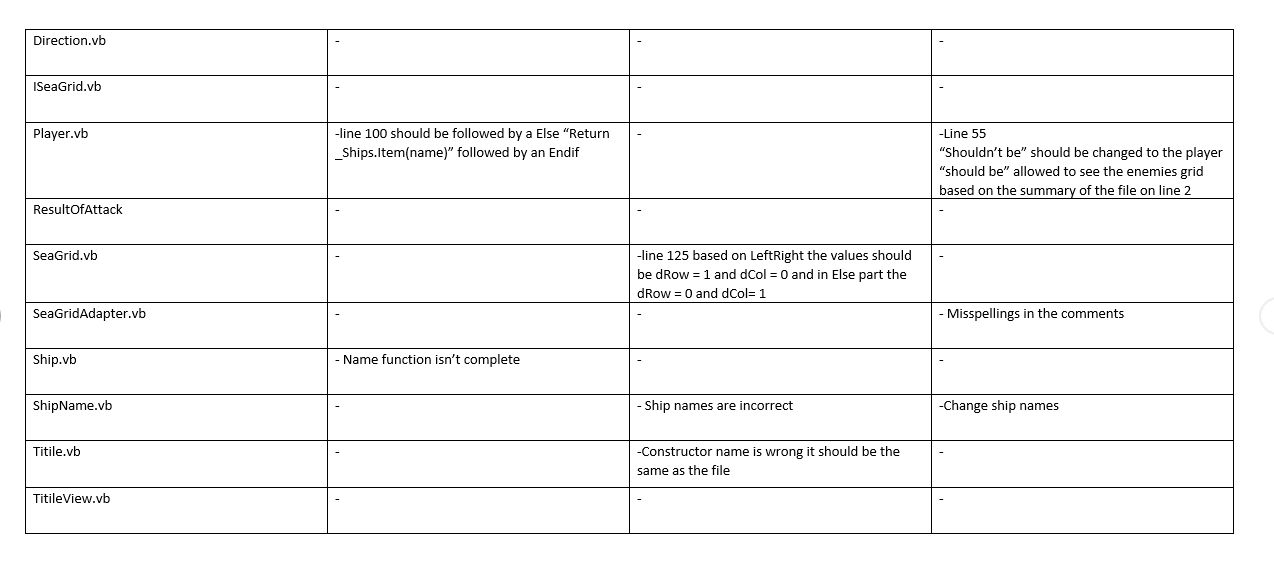 Direction.vb - - -
ISeaGrid.vb - - -
Player.vb -line 100 should be followed by a Else “Return - -Line 55
_Ships.Item(name)” followed by an Endif “Shouldn’t be” should be changed to the player
“should be” allowed to see the enemies grid
based on the summary of the file on line 2
ResultOfAttack - - -
SeaGrid.vb - -line 125 based on LeftRight the values should -
be dRow = 1 and dCol = 0 and in Else part the
dRow = 0 and dCol= 1
SeaGridAdapter.vb - - - Misspellings in the comments
Ship.vb - Name function isn’t complete - -
ShipName.vb - - Ship names are incorrect -Change ship names
Titile.vb - -Constructor name is wrong it should be the -
same as the file
TitileView.vb - - -